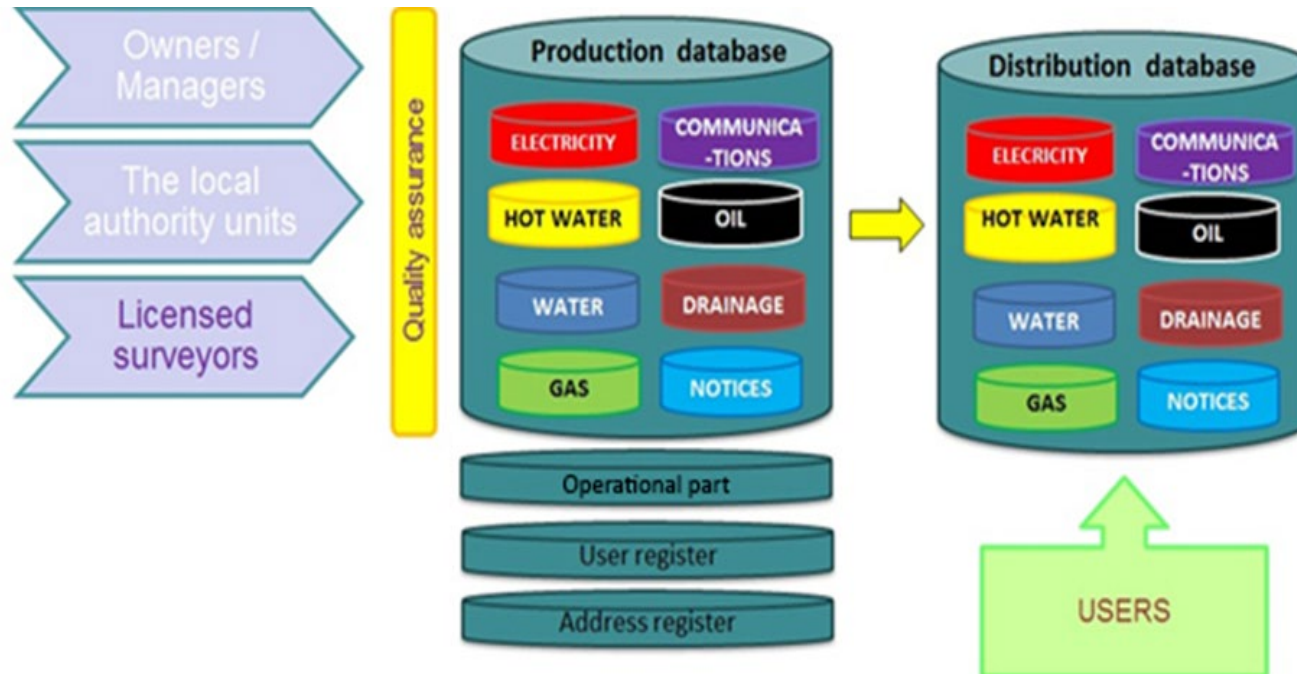 Owners /
Managers
The local
authority units
Licensed
surveyors
Quality assurance
Production database
ELECTRICITY
COMMUNICA
-TIONS
HOT WATER
OIL
WATER
DRAINAGE
GAS
NOTICES
Operational part
User register
Address register
Distribution database
ELECRICITY
COMMUNICA
-TIONS
HOT WATER
OIL
WATER
DRAINAGE
GAS
NOTICES
USERS